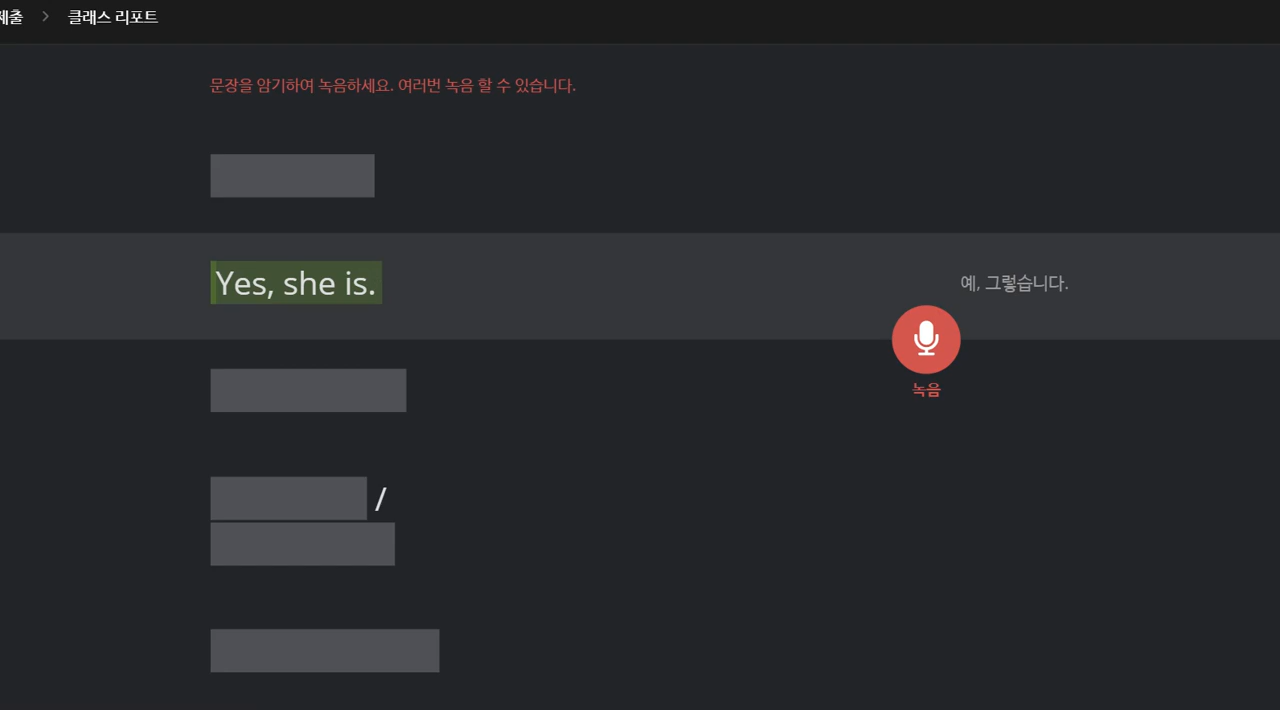 제출 > 클래스 리포트
문장을 암기하여 녹음하세요. 여러번 녹음 할 수 있습니다.
Yes, she is.
예, 그렇습니다.
녹음
/